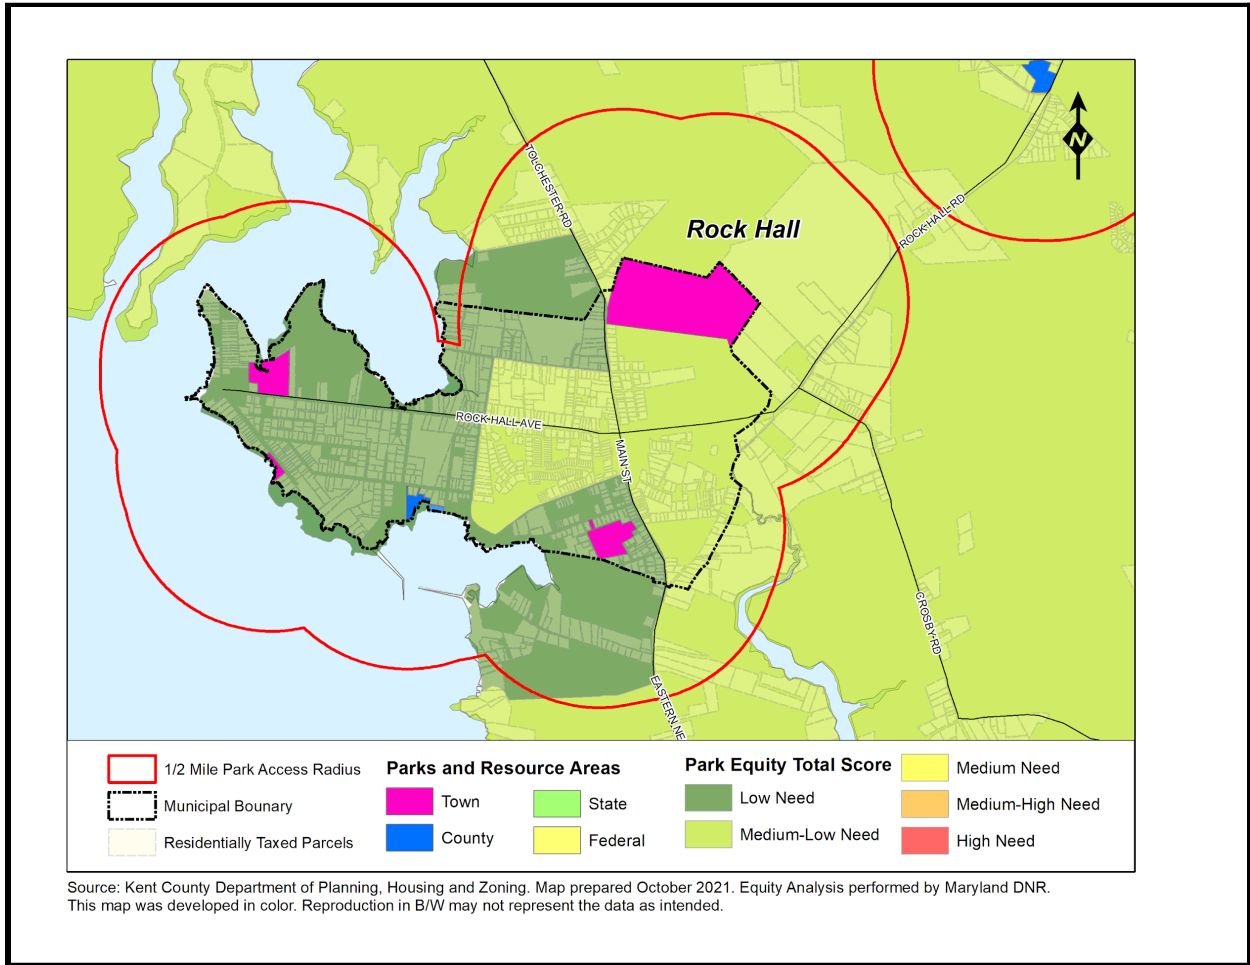 N
TOLCHESTER RD
Rock Hall
ROCK HALL RD
ROCK HALL AVE
MAIN ST
CROSBY RD
EASTERN NE
1/2 Mile Park Access Radius
Municipal Bounary
Residentially Taxed Parcels
Parks and Resource Areas
Town
County
State
Federal
Park Equity Total Score
Low Need
Medium-Low Need
Medium Need
Medium-High Need
High Need
Source: Kent County Department of Planning, Housing and Zoning. Map prepared October 2021. Equity Analysis performed by Maryland DNR.
This map was developed in color. Reproduction in B/W may not represent the data as intended.